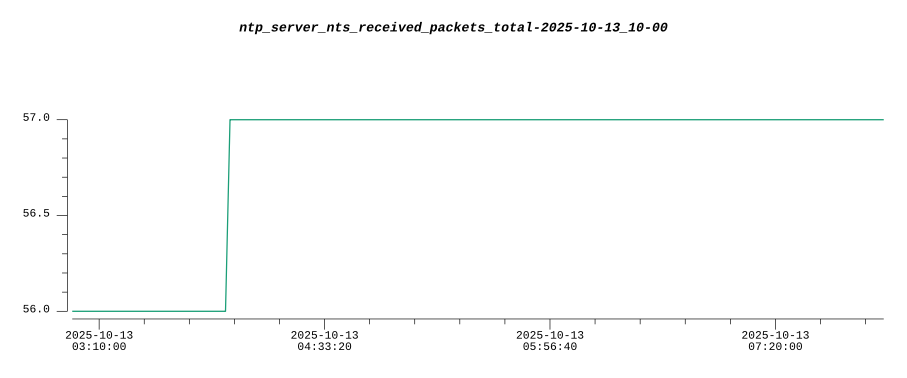 ntp_server_nts_received_packets_total-2025-10-13_10-00
57.0
56.5
56.0
2025-10-13 2025-10-13 2025-10-13 2025-10-13
03:10:00 04:33:20 05:56:40 07:20:00